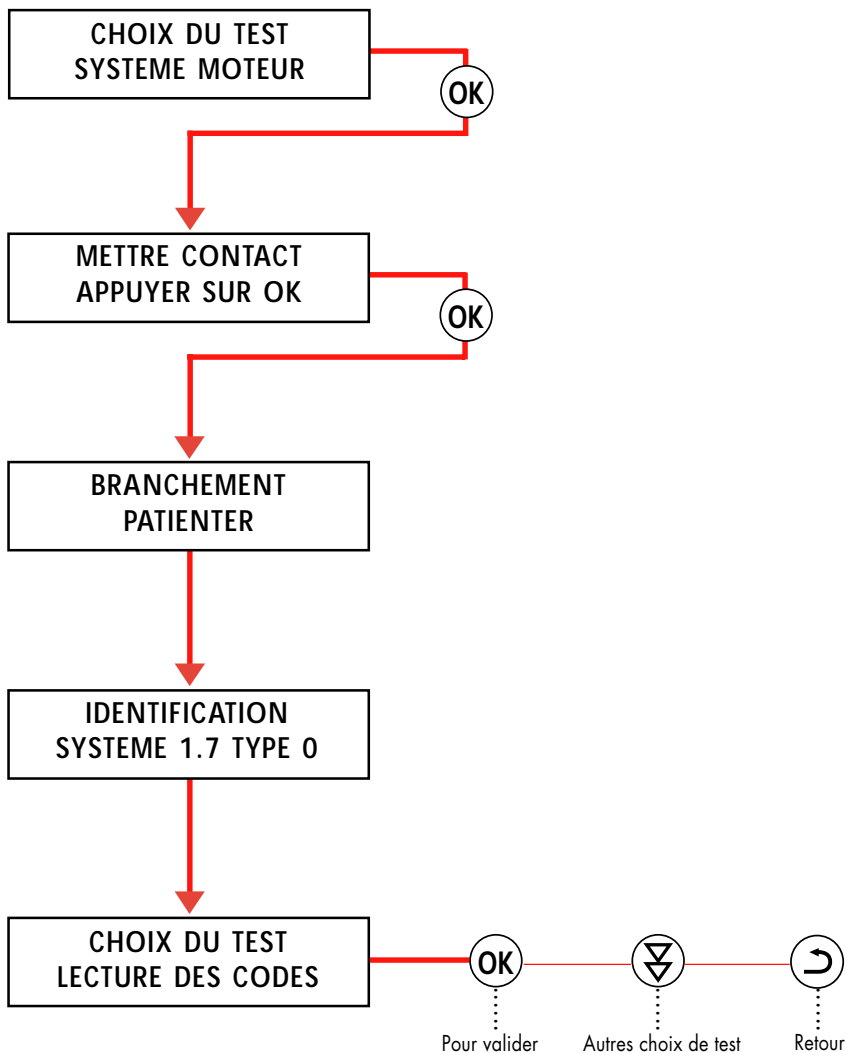 CHOIX DU TEST
SYSTEME MOTEUR
OK
METTRE CONTACT
APPUYER SUR OK
OK
BRANCHEMENT
PATIENTER
IDENTIFICATION
SYSTEME 1.7 TYPE 0
CHOIX DU TEST
LECTURE DES CODES
OK
Pour valider
Autres choix de test
Retour